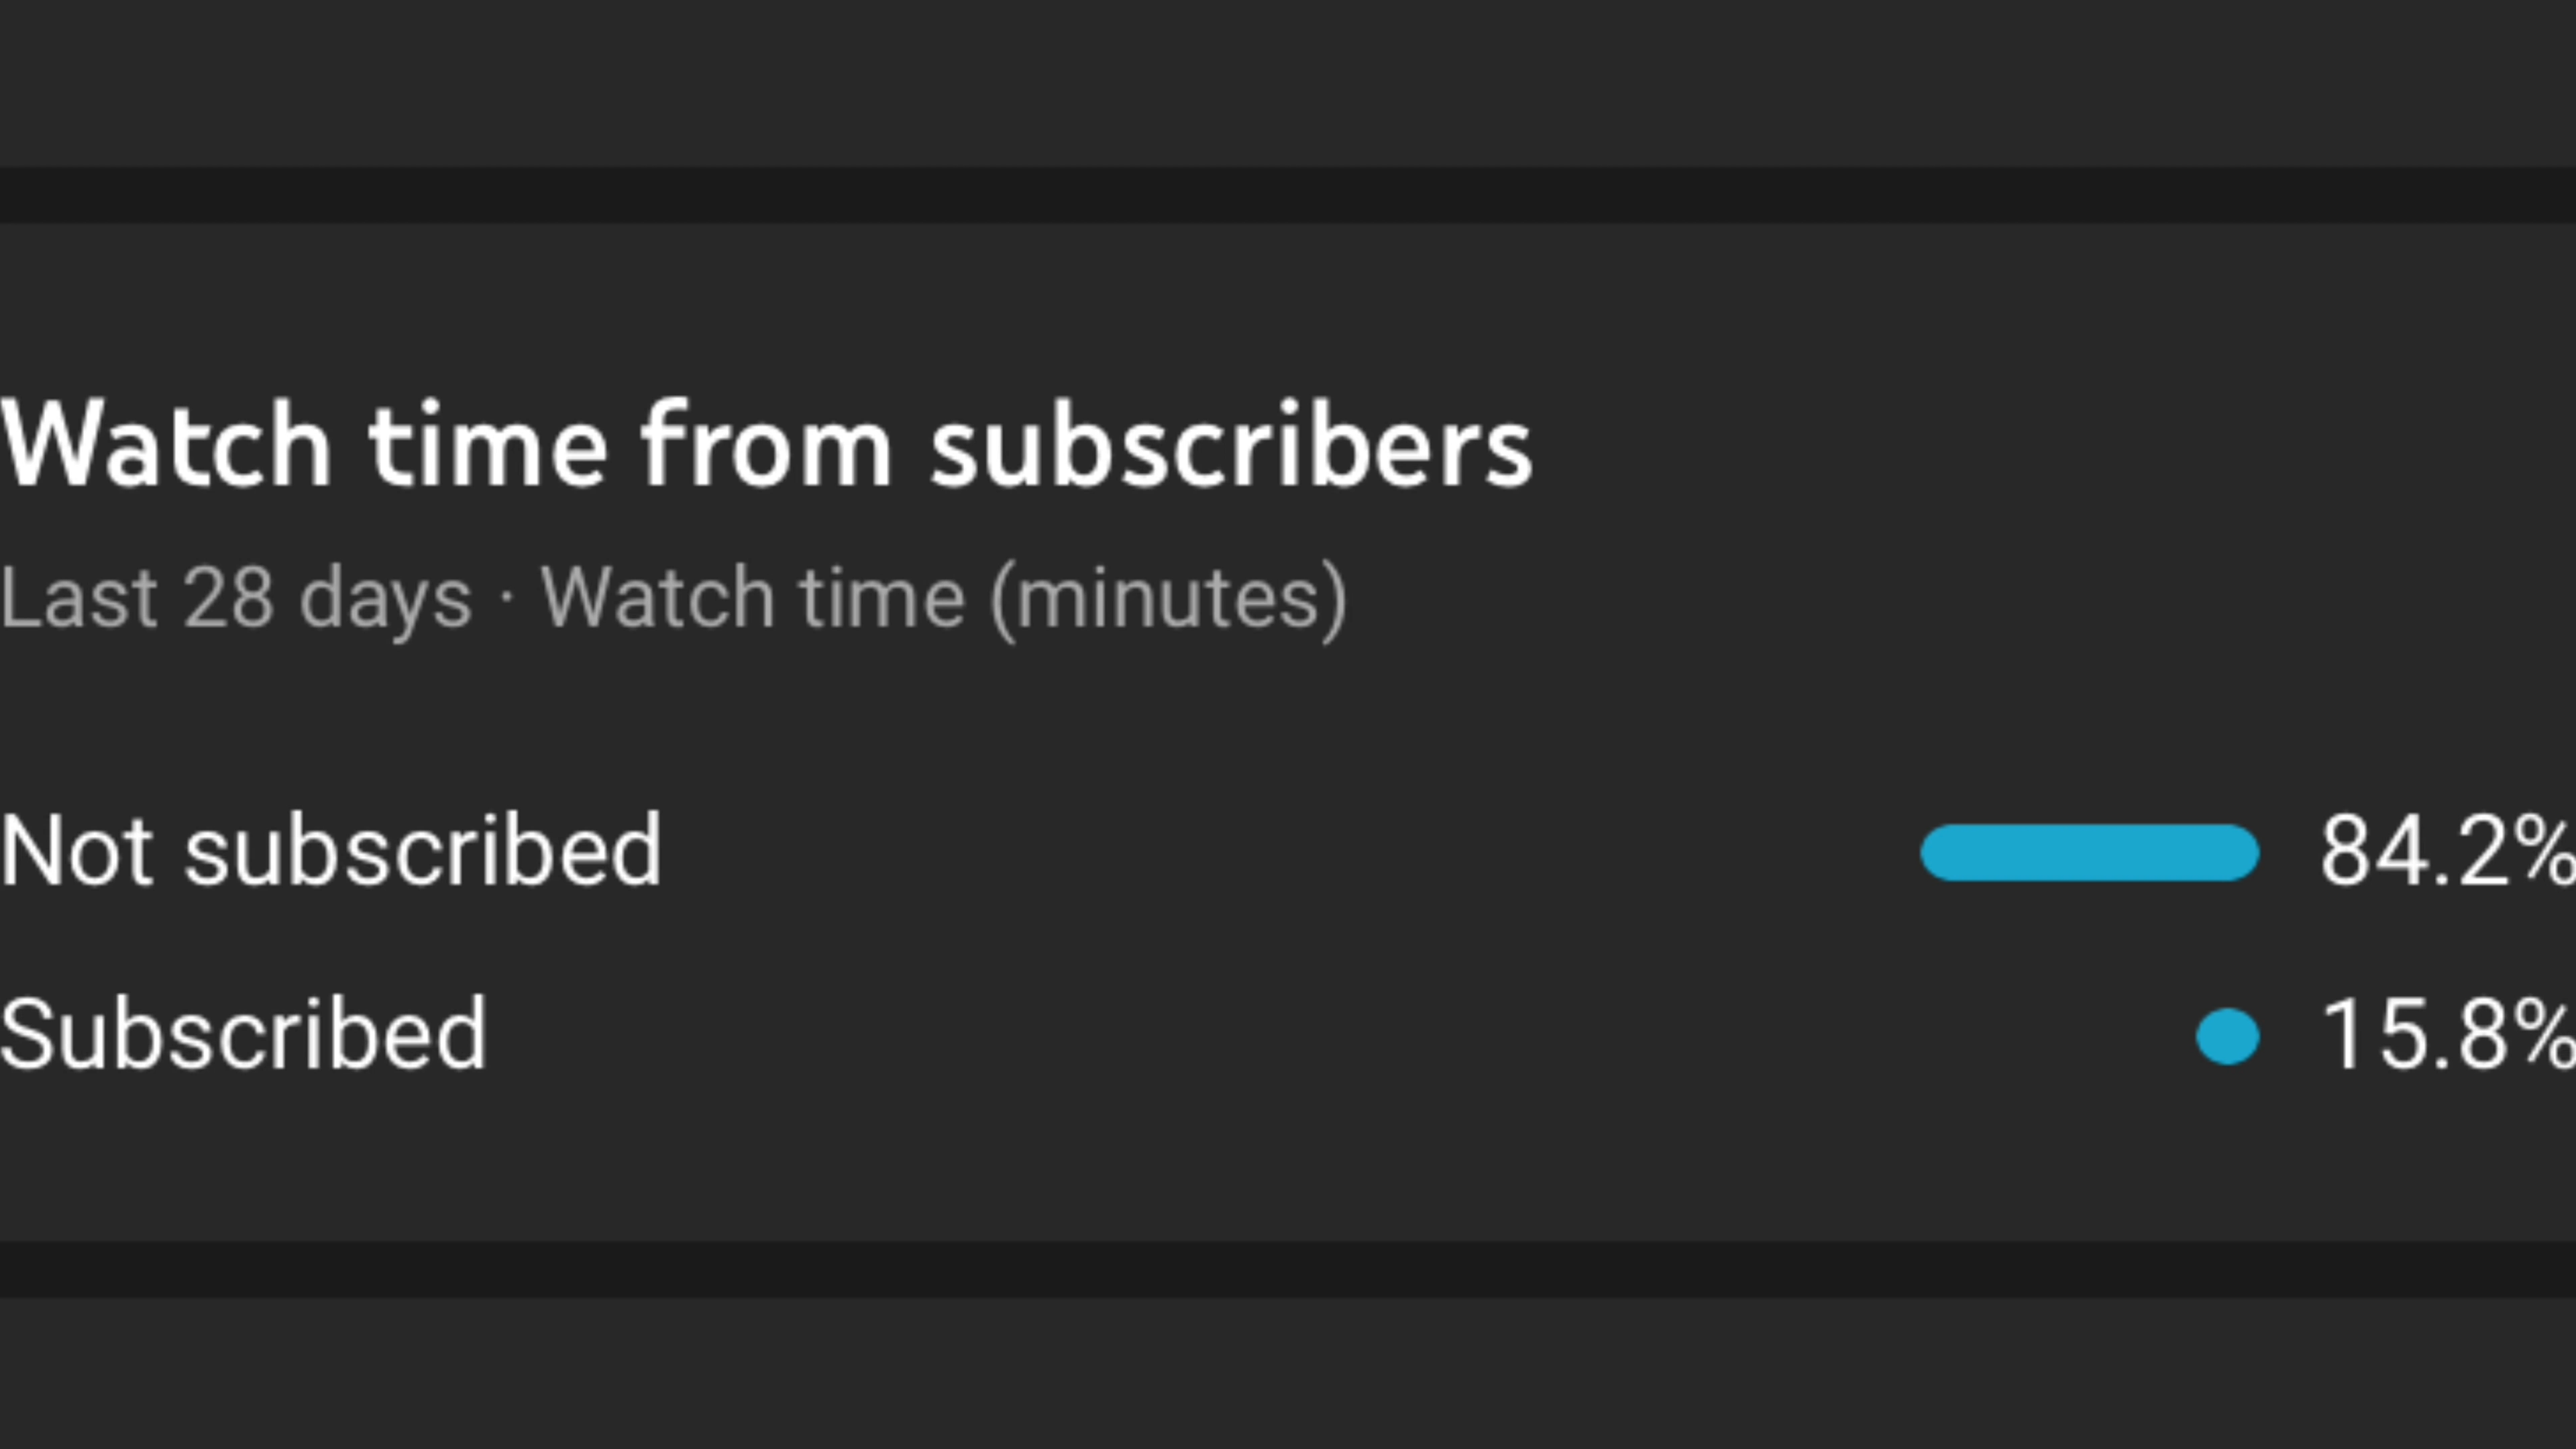 Watch time from subscribers
Last 28 days · Watch time (minutes)
Not subscribed 84.2%
Subscribed 15.8%